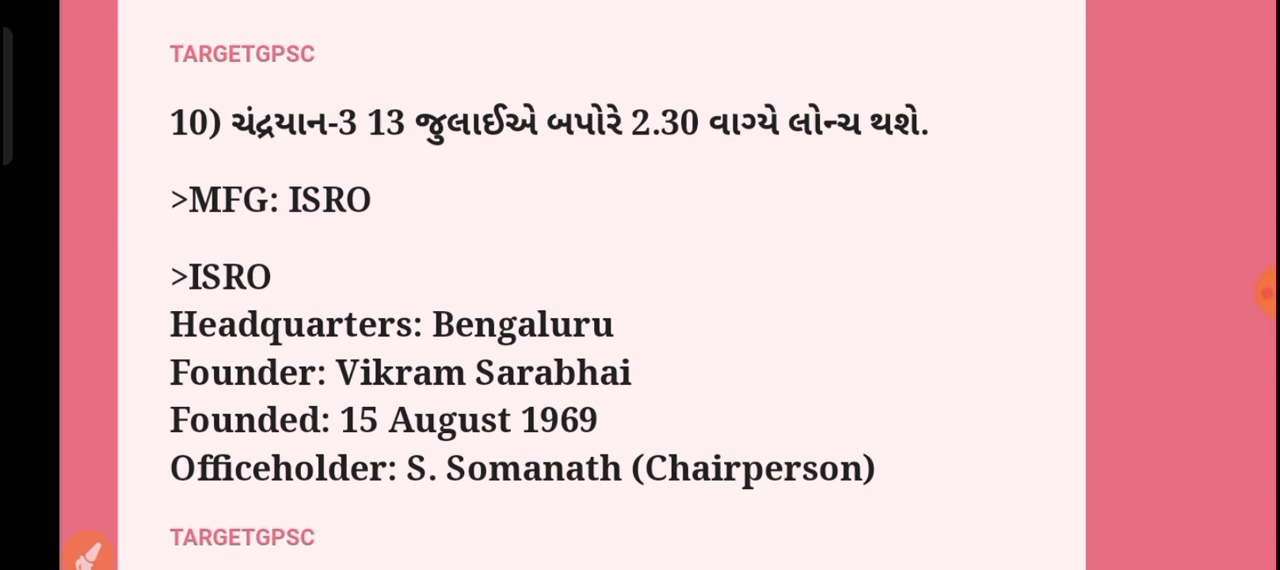 TARGETGPSC
10) ચંદ્રયાન-3 13 જુલાઈએ બપોરે 2.30 વાગ્યે લોન્ચ થશે.
>MFG: ISRO
>ISRO
Headquarters: Bengaluru
Founder: Vikram Sarabhai
Founded: 15 August 1969
Officeholder: S. Somanath (Chairperson)
TARGETGPSC